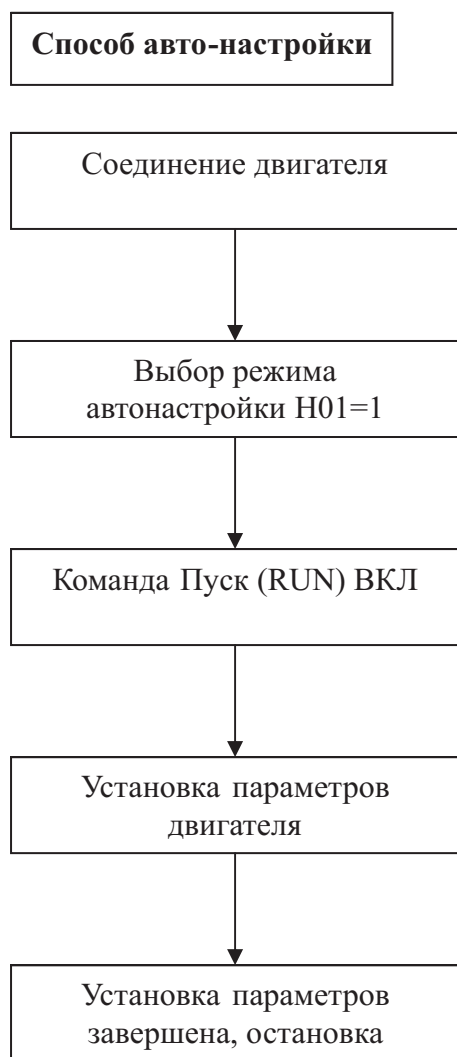 Способ авто-настройки
Соединение двигателя
Выбор режима
автонастройки H01=1
Команда Пуск (RUN) ВКЛ
Установка параметров
двигателя
Установка параметров
завершена, остановка